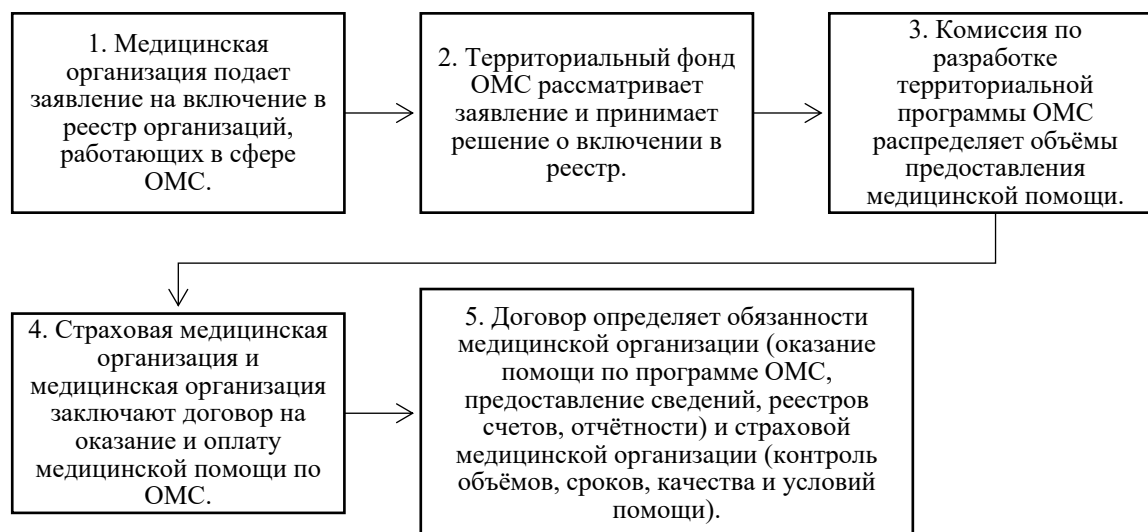 1. Медицинская
организация подает
заявление на включение в
реестр организаций,
работающих в сфере
ОМС.
2. Территориальный фонд
ОМС рассматривает
заявление и принимает
решение о включении в
реестр.
3. Комиссия по
разработке
территориальной
программы ОМС
распределяет объёмы
предоставления
медицинской помощи.
4. Страховая медицинская
организация и
медицинская организация
заключают договор на
оказание и оплату
медицинской помощи по
ОМС.
5. Договор определяет обязанности
медицинской организации (оказание
помощи по программе ОМС,
предоставление сведений, реестров
счетов, отчётности) и страховой
медицинской организации (контроль
объёмов, сроков, качества и условий
помощи).